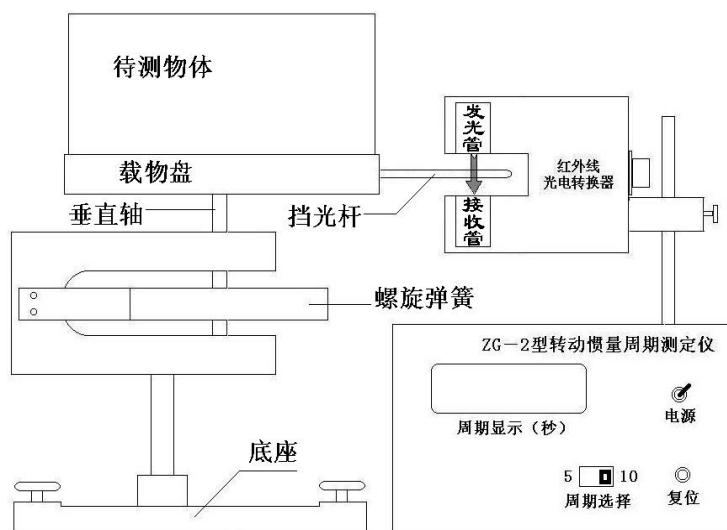 待测物体
载物盘
垂直轴
挡光杆
发光管
接收管
红外线
光电转换器
螺旋弹簧
底座
ZG-2型转动惯量周期测定仪
周期显示(秒)
电源
5 10
周期选择
复位